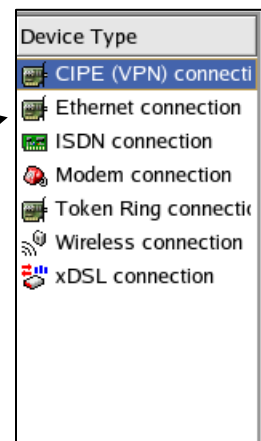 Device Type
CIPE (VPN) connecti
Ethernet connection
ISDN connection
Modem connection
Token Ring connectio
Wireless connection
xDSL connection